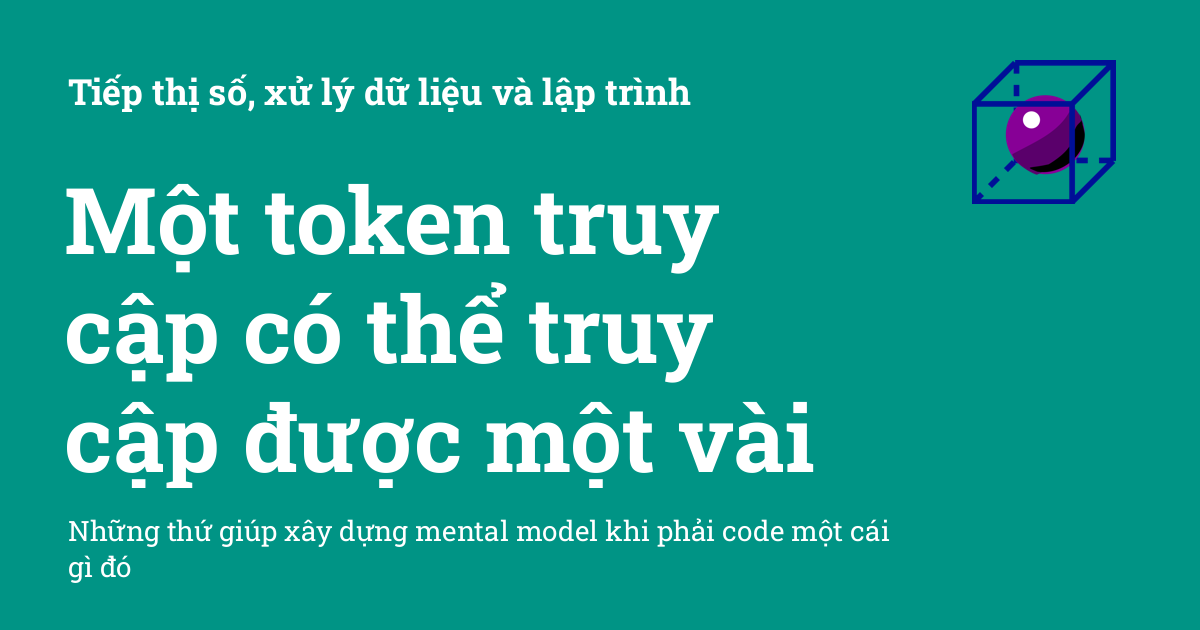 Tiếp thị số, xử lý dữ liệu và lập trình
Một token truy
cập có thể truy
cập được một vài
Những thứ giúp xây dựng mental model khi phải code một cái
gì đó